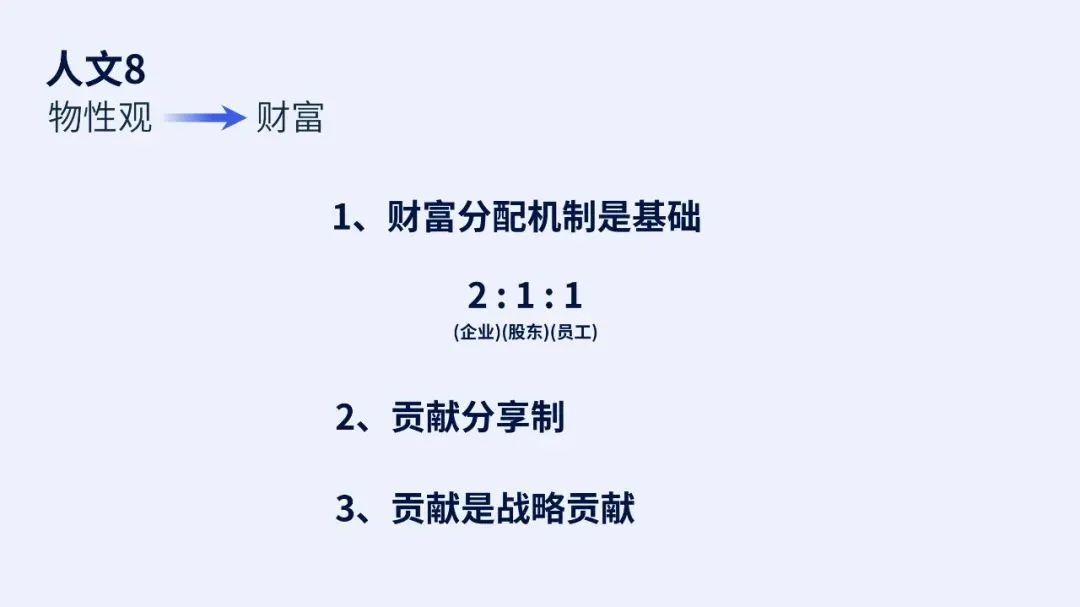 人文8
物性观 → 财富
1、财富分配机制是基础
2 : 1 : 1
(企业)(股东)(员工)
2、贡献分享制
3、贡献是战略贡献